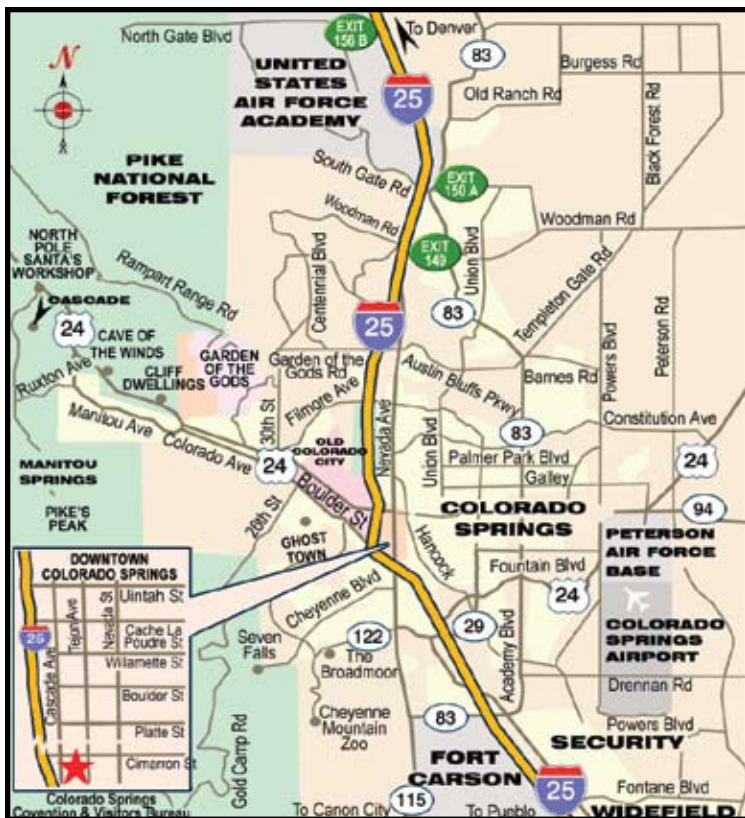 North Gate Blvd
EXIT
156 B
To Denver
83
Burgess Rd
N
UNITED
STATES
AIR FORCE
ACADEMY
25
Old Ranch Rd
Black Forest Rd
PIKE
NATIONAL
FOREST
South Gate Rd
EXIT
150 A
Woodman Rd
Woodman Rd
NORTH
POLE
SANTA'S
WORKSHOP
Rampart Range Rd
Centennial Blvd
EXIT
149
Union Blvd
Templeton Gate Rd
CASCADE
24
83
25
Powers Blvd
Peterson Rd
CAVE OF
THE WINDS
GARDEN
OF THE
GODS
Garden of the
Gods Rd
Ruxton Ave
CLIFF
DWELLINGS
Austin Bluffs Pkwy
Barnes Rd
Fillmore Ave
30th St
Nevada Ave
Manitou Ave
Colorado Ave
OLD
COLORADO
CITY
Union Blvd
83
Constitution Ave
Palmer Park Blvd
24
24
Galley
MANITOU
SPRINGS
Boulder St
COLORADO
SPRINGS
94
PIKE'S
PEAK
26th St
GHOST
TOWN
Hancock
PETERSON
AIR FORCE
BASE
Fountain Blvd
24
DOWNTOWN
COLORADO SPRINGS
Uintah St
Tejon Ave
Nevada St
Cache La
Poudre St
25
Cascade Ave
Willamette St
Boulder St
Platte St
Cimarron St
Colorado Springs
Covention & Visitors Bureau
Cheyenne Blvd
122
29
Academy Blvd
COLORADO
SPRINGS
AIRPORT
Seven
Falls
The
Broadmoor
Drennan Rd
Cheyenne
Mountain
Zoo
83
Powers Blvd
SECURITY
Gold Camp Rd
FORT
CARSON
25
Fontane Blvd
To Canon City
115
To Pueblo
WIDEFIELD